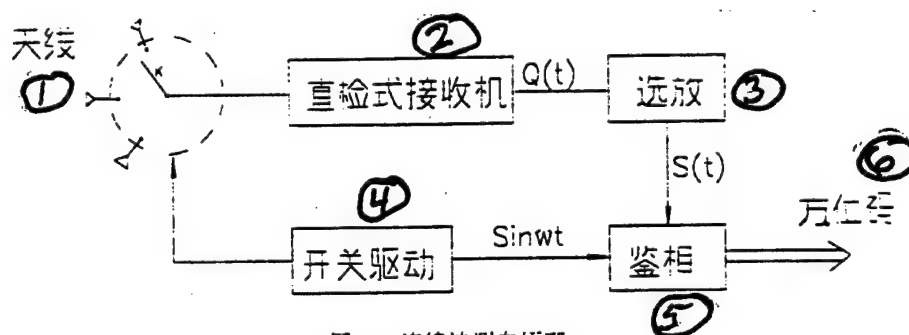 ②
天线
直检式接收机
Q(t)
远放
③
①
⑥
S(t)
④
Sinwt
开关驱动
鉴相
⑤